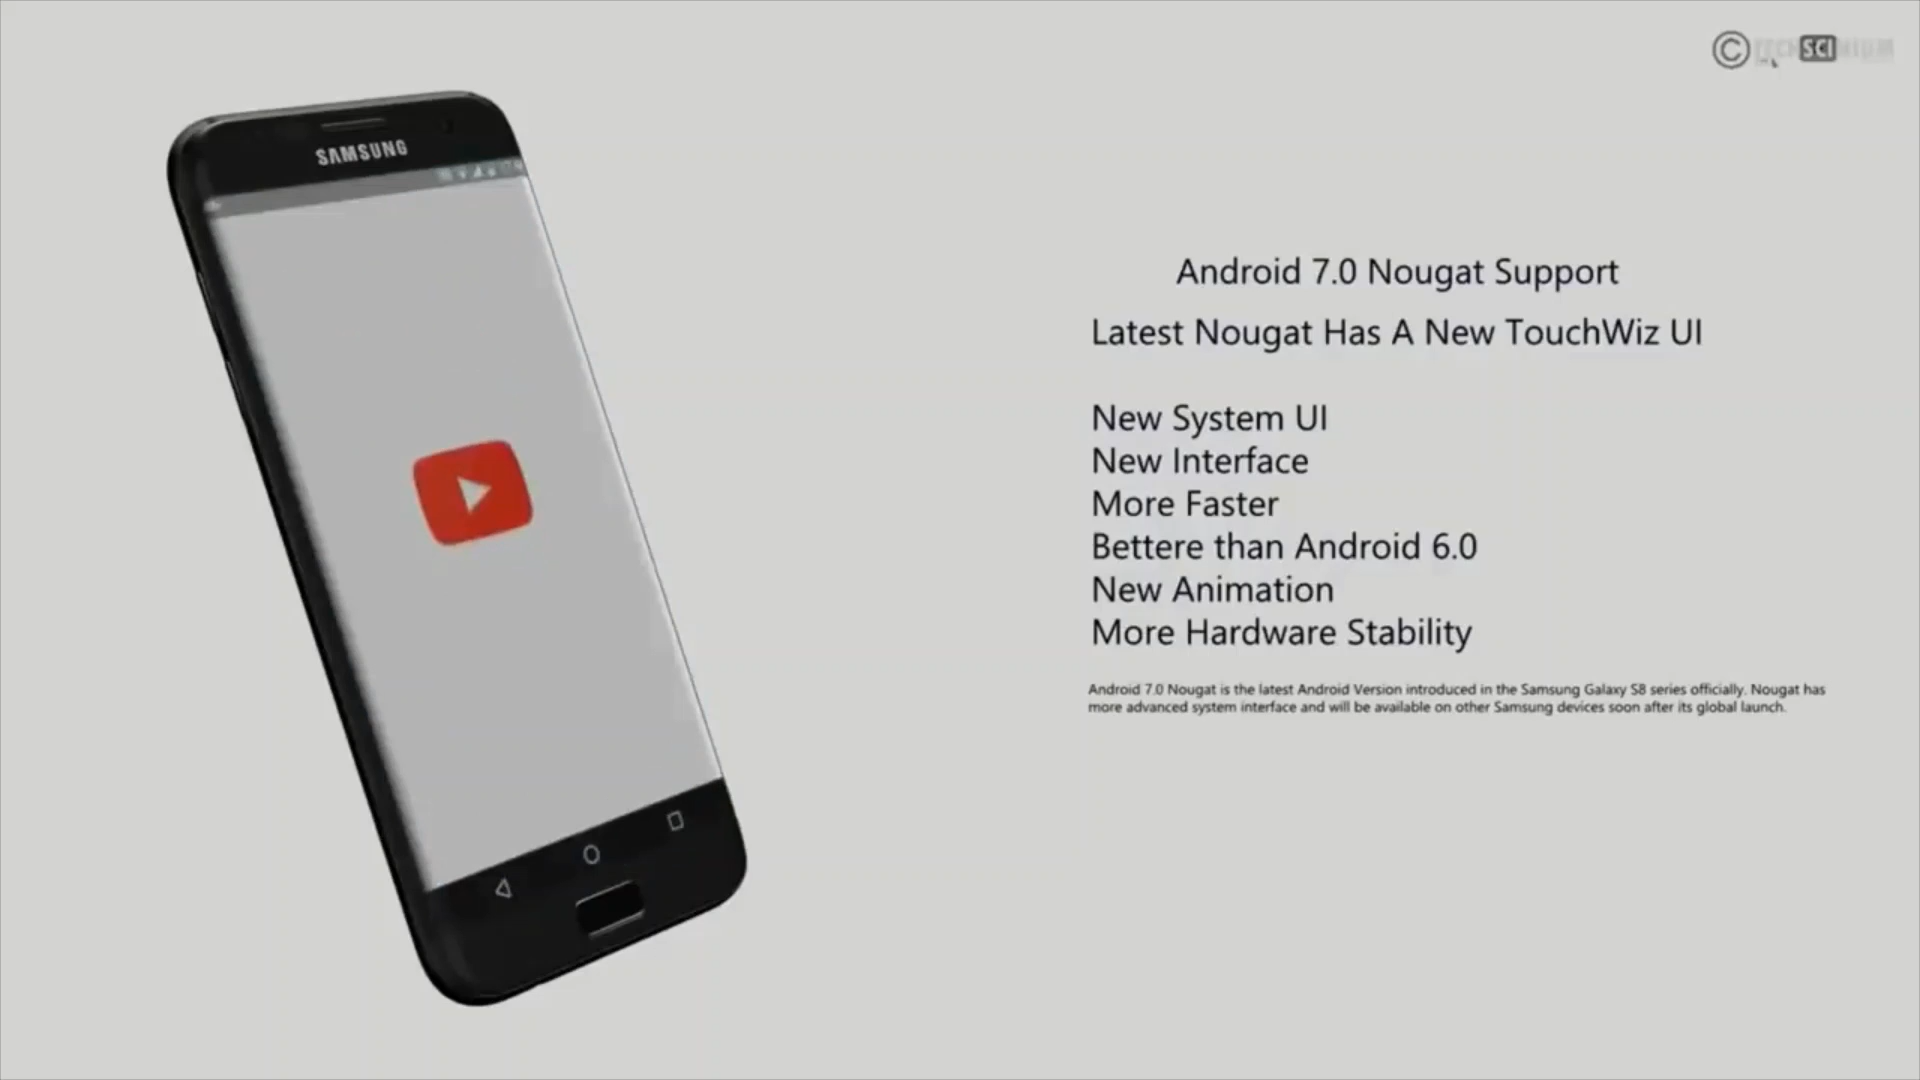 © SCI
SAMSUNG
Android 7.0 Nougat Support
Latest Nougat Has A New TouchWiz UI
New System UI
New Interface
More Faster
Bettere than Android 6.0
New Animation
More Hardware Stability
Android 7.0 Nougat is the latest Android Version introduced in the Samsung Galaxy S8 series officially. Nougat has
more advanced system interface and will be available on other Samsung devices soon after its global launch.